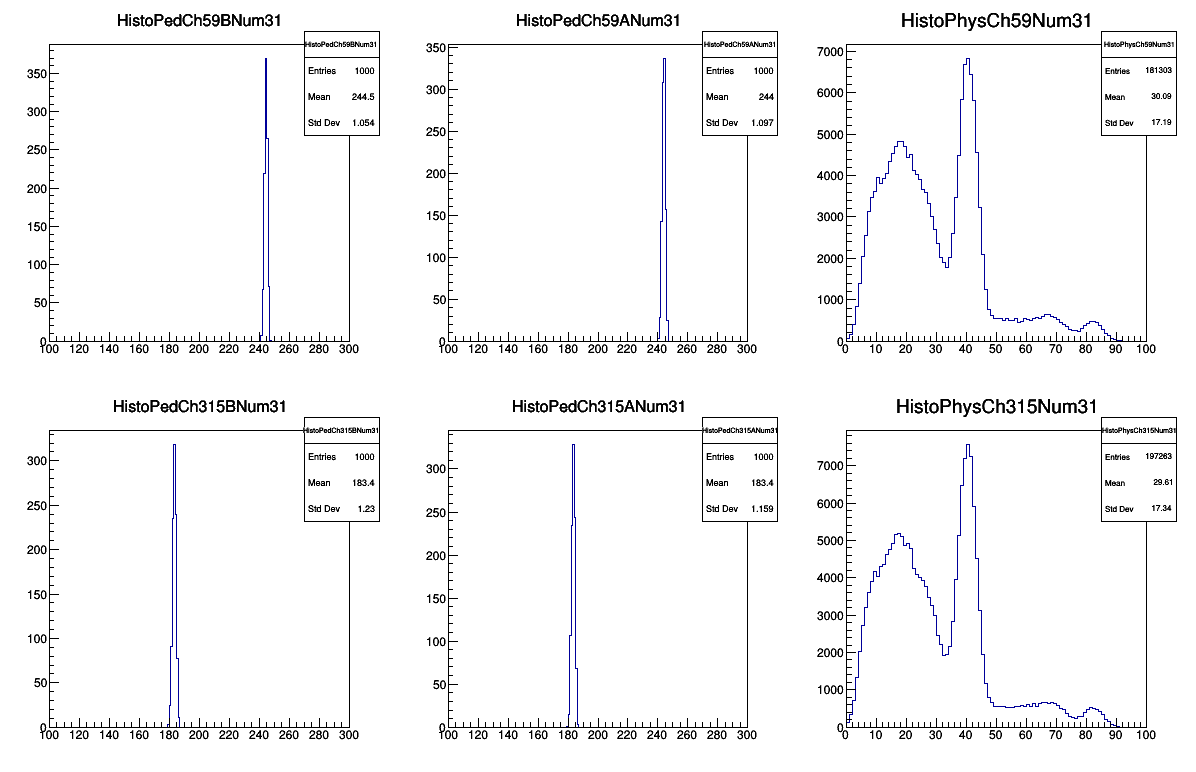 HistoPedCh59BNum31
HistoPedCh59BNum31
Entries 1000
Mean 244.5
Std Dev 1.054
350
300
250
200
150
100
50
0
100 120 140 160 180 200 220 240 260 280 300
HistoPedCh59ANum31
HistoPedCh59ANum31
Entries 1000
Mean 244
Std Dev 1.097
350
300
250
200
150
100
50
0
100 120 140 160 180 200 220 240 260 280 300
HistoPhysCh59Num31
HistoPhysCh59Num31
Entries 181303
Mean 30.09
Std Dev 17.19
7000
6000
5000
4000
3000
2000
1000
0
0 10 20 30 40 50 60 70 80 90 100
HistoPedCh315BNum31
HistoPedCh315BNum31
Entries 1000
Mean 183.4
Std Dev 1.23
300
250
200
150
100
50
0
100 120 140 160 180 200 220 240 260 280 300
HistoPedCh315ANum31
HistoPedCh315ANum31
Entries 1000
Mean 183.4
Std Dev 1.159
300
250
200
150
100
50
0
100 120 140 160 180 200 220 240 260 280 300
HistoPhysCh315Num31
HistoPhysCh315Num31
Entries 197263
Mean 29.61
Std Dev 17.34
7000
6000
5000
4000
3000
2000
1000
0
0 10 20 30 40 50 60 70 80 90 100